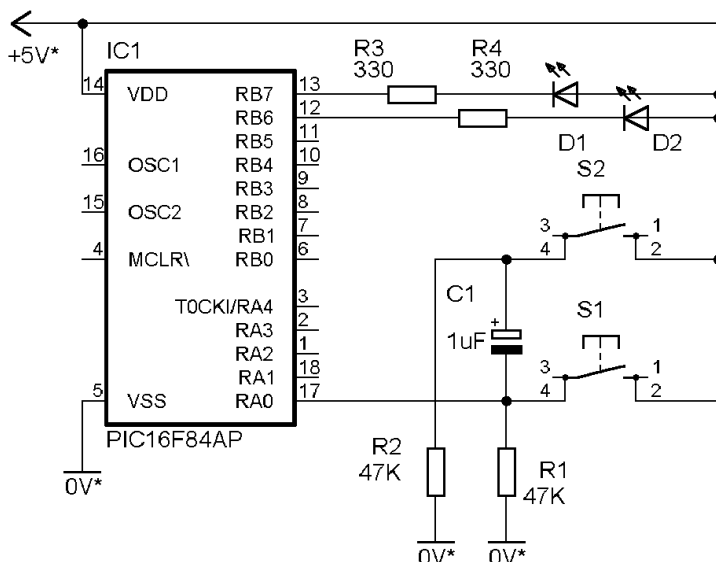 +5V*
IC1
R3
330
R4
330
14
VDD
RB7
13
RB6
12
RB5
11
16
OSC1
RB4
10
RB3
9
15
OSC2
RB2
8
RB1
7
4
MCLR\
RB0
6
T0CKI/RA4
3
RA3
2
RA2
1
RA1
18
5
VSS
RA0
17
PIC16F84AP
0V*
D1
D2
S2
3
4
1
2
C1
+
1uF
S1
3
4
1
2
R2
47K
R1
47K
0V*
0V*